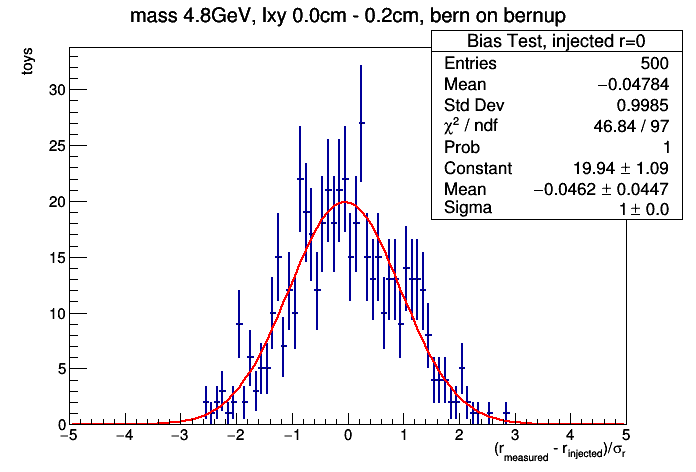 mass 4.8GeV, lxy 0.0cm - 0.2cm, bern on bernup
toys
Bias Test, injected r=0
Entries 500
Mean −0.04784
Std Dev 0.9985
χ² / ndf 46.84 / 97
Prob 1
Constant 19.94 ± 1.09
Mean −0.0462 ± 0.0447
Sigma 1 ± 0.0
30
25
20
15
10
5
0
−5 −4 −3 −2 −1 0 1 2 3 4 5
(r_measured - r_injected)/σ_r